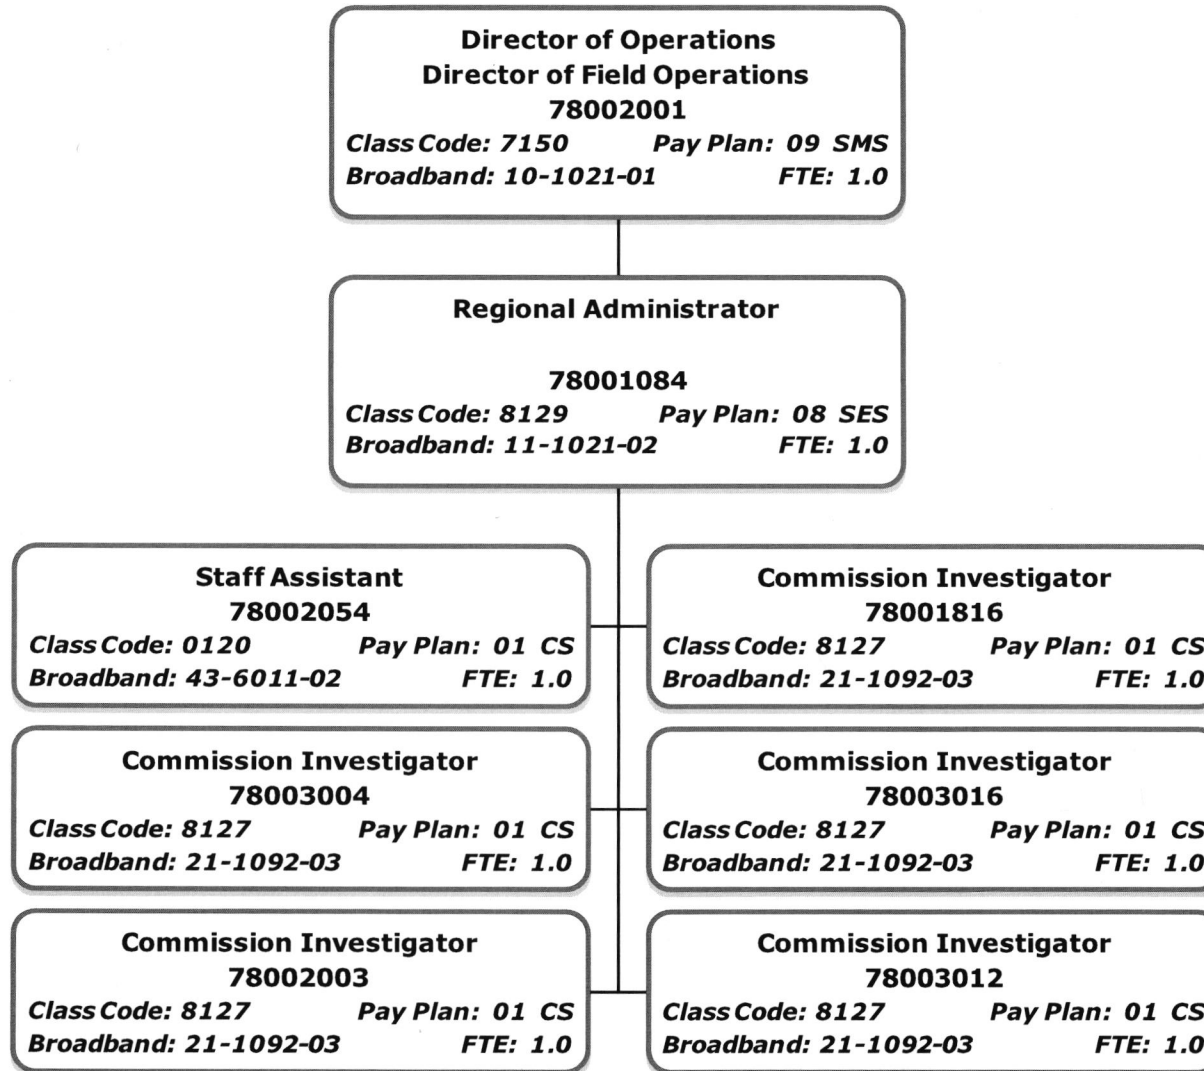 Director of Operations
Director of Field Operations
78002001
Class Code: 7150 Pay Plan: 09 SMS
Broadband: 10-1021-01 FTE: 1.0
Regional Administrator
78001084
Class Code: 8129 Pay Plan: 08 SES
Broadband: 11-1021-02 FTE: 1.0
Staff Assistant
78002054
Class Code: 0120 Pay Plan: 01 CS
Broadband: 43-6011-02 FTE: 1.0
Commission Investigator
78001816
Class Code: 8127 Pay Plan: 01 CS
Broadband: 21-1092-03 FTE: 1.0
Commission Investigator
78003004
Class Code: 8127 Pay Plan: 01 CS
Broadband: 21-1092-03 FTE: 1.0
Commission Investigator
78003016
Class Code: 8127 Pay Plan: 01 CS
Broadband: 21-1092-03 FTE: 1.0
Commission Investigator
78002003
Class Code: 8127 Pay Plan: 01 CS
Broadband: 21-1092-03 FTE: 1.0
Commission Investigator
78003012
Class Code: 8127 Pay Plan: 01 CS
Broadband: 21-1092-03 FTE: 1.0